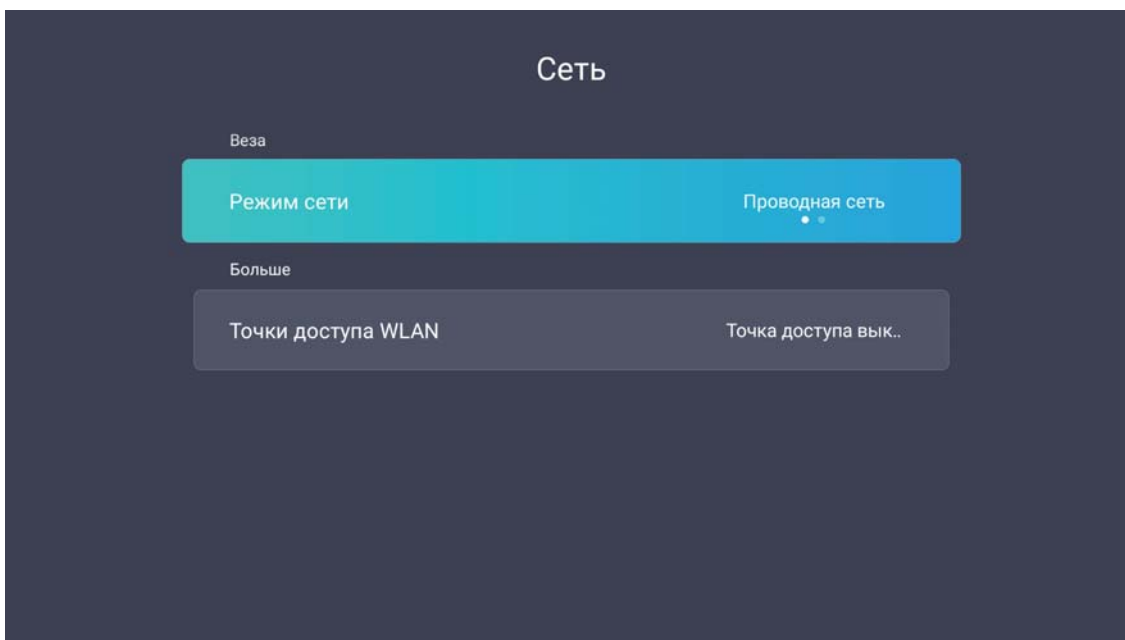 Сеть
Веза
Режим сети
Проводная сеть
Больше
Точки доступа WLAN
Точка доступа вык..